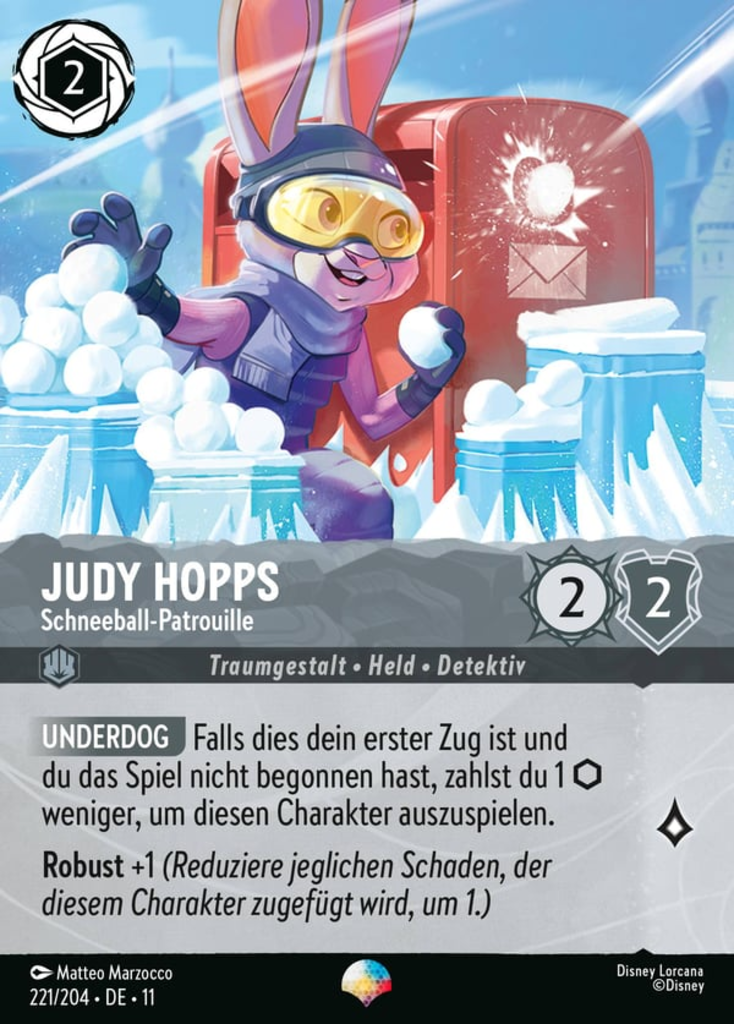 2
JUDY HOPPS
Schneeball-Patrouille
2 2
Traumgestalt • Held • Detektiv
UNDERDOG Falls dies dein erster Zug ist und
du das Spiel nicht begonnen hast, zahlst du 1 ⬡
weniger, um diesen Charakter auszuspielen.
Robust +1 (Reduziere jeglichen Schaden, der
diesem Charakter zugefügt wird, um 1.)
Matteo Marzocco
221/204 • DE • 11
Disney Lorcana
©Disney